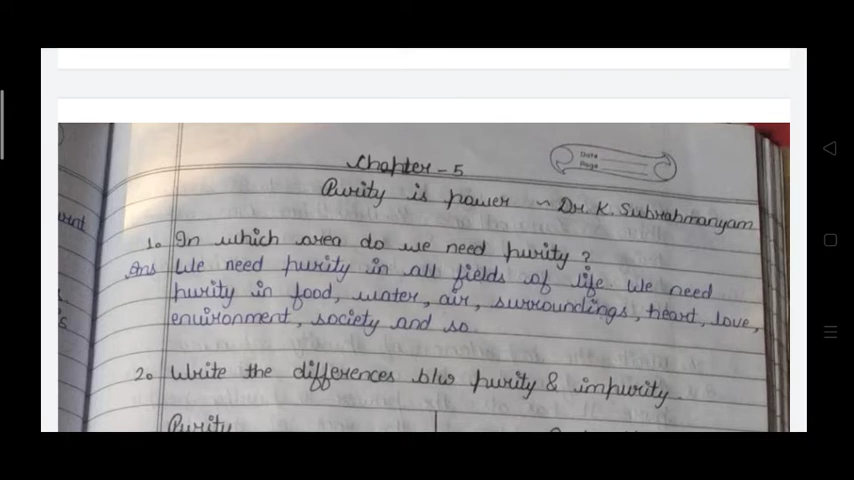 Date
Page
Chapter - 5
Purity is power ~ Dr. K. Subrahmanyam
1. In which area do we need purity?
Ans We need purity in all fields of life. We need
purity in food, water, air, surroundings, heart, love,
environment, society and so
2. Write the differences b/w purity & impurity.
Purity